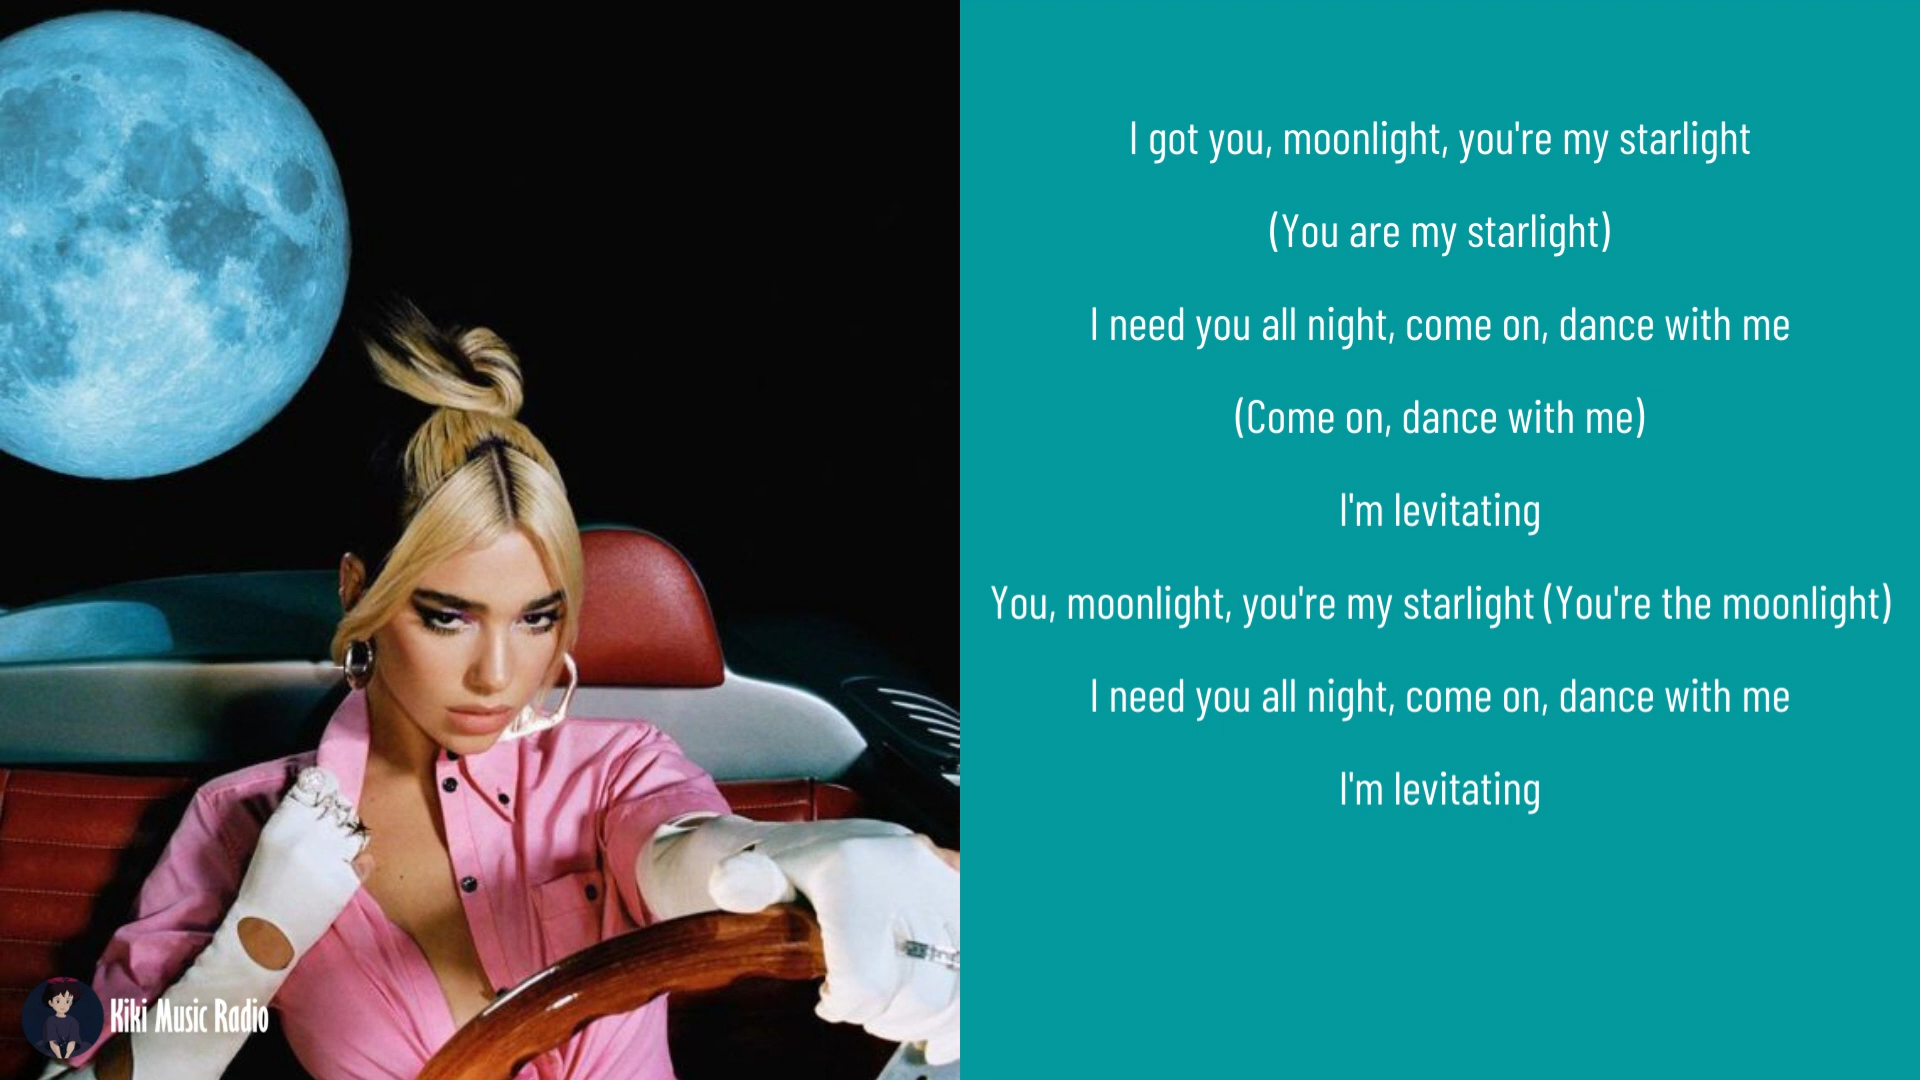 I got you, moonlight, you're my starlight
(You are my starlight)
I need you all night, come on, dance with me
(Come on, dance with me)
I'm levitating
You, moonlight, you're my starlight (You're the moonlight)
I need you all night, come on, dance with me
I'm levitating
Kiki Music Radio